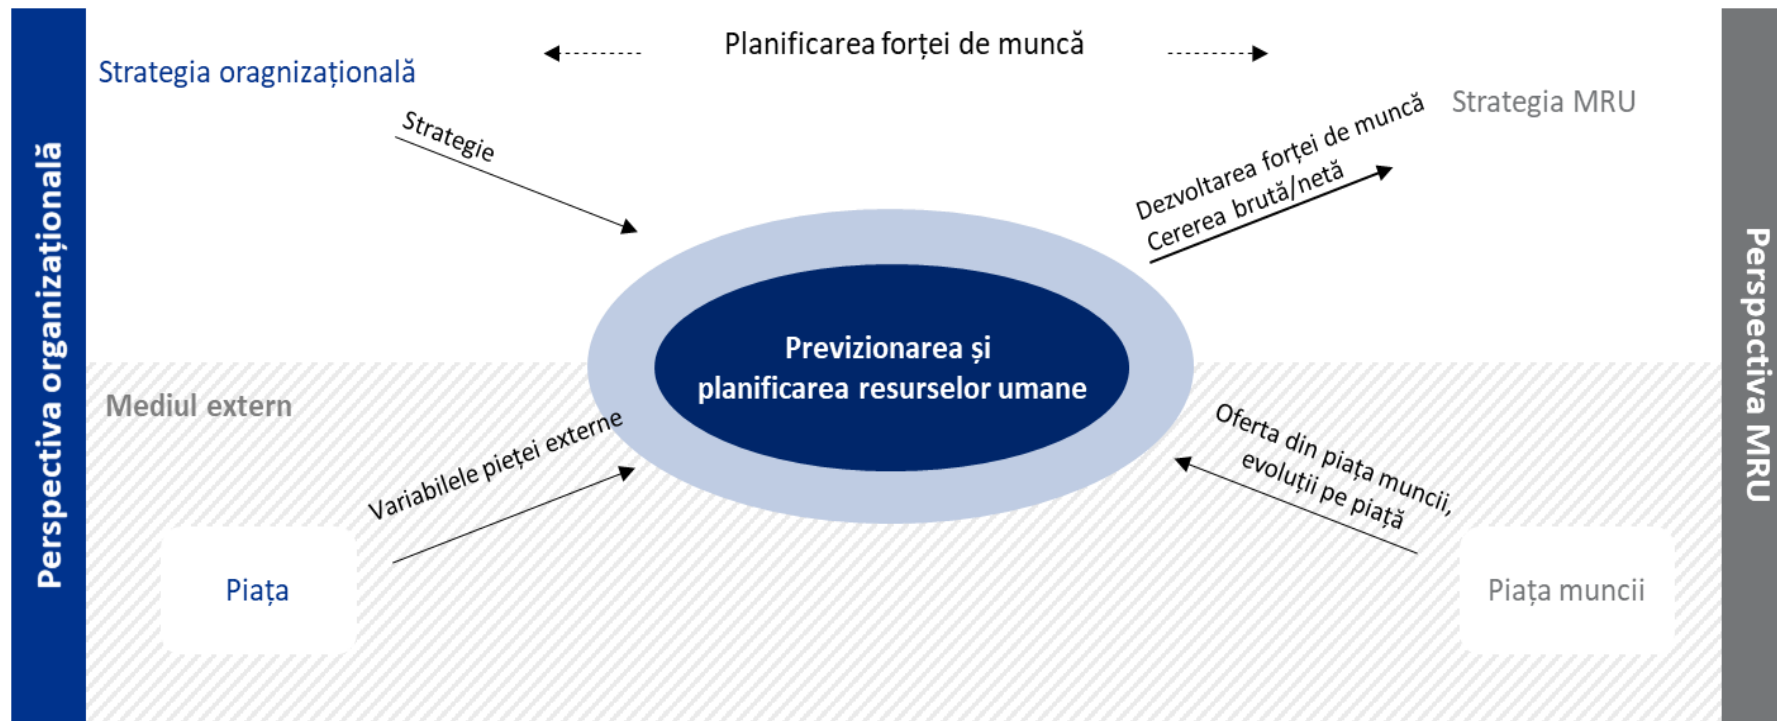 Perspectiva organizațională
Planificarea forței de muncă
Strategia oragnizațională
Strategia MRU
Strategie
Dezvoltarea forței de muncă
Cererea brută/netă
Previzionarea și
planificarea resurselor umane
Mediul extern
Variabilele pieței externe
Oferta din piața muncii,
evoluții pe piață
Piața
Piața muncii
Perspectiva MRU